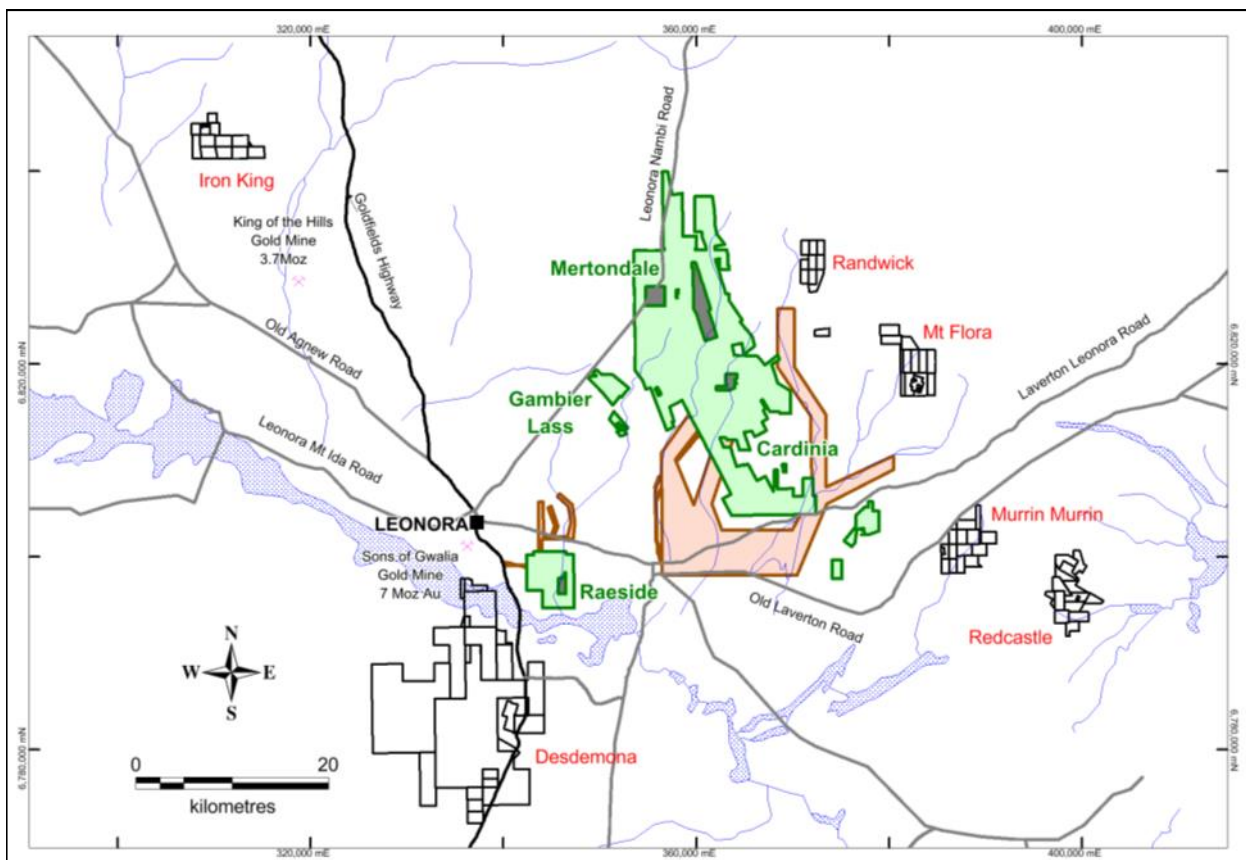 320,000 mE
360,000 mE
400,000 mE
Iron King
King of the Hills
Gold Mine
3.7Moz
Goldfields Highway
Leonora Nambi Road
Mertondale
Randwick
Mt Flora
Laverton Leonora Road
6,820,000 mN
6,820,000 mN
Old Agnew Road
Gambier
Lass
Leonora Mt Ida Road
Cardinia
LEONORA
Murrin Murrin
Sons of Gwalia
Gold Mine
7 Moz Au
Raeside
Old Laverton Road
Redcastle
N
W E
S
Desdemona
6,780,000 mN
6,780,000 mN
0 20
kilometres
320,000 mE
360,000 mE
400,000 mE